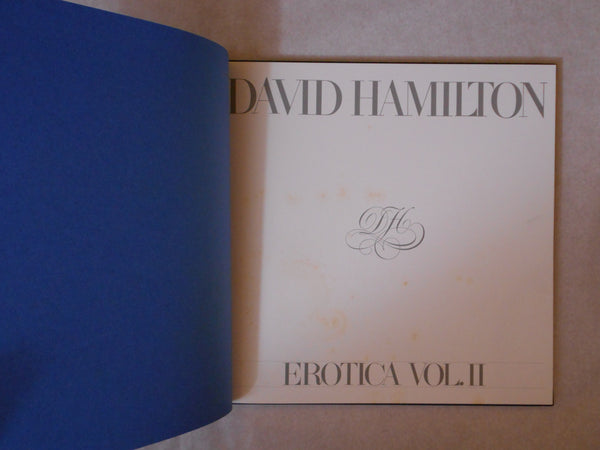 DAVID HAMILTON
DH
EROTICA VOL. II